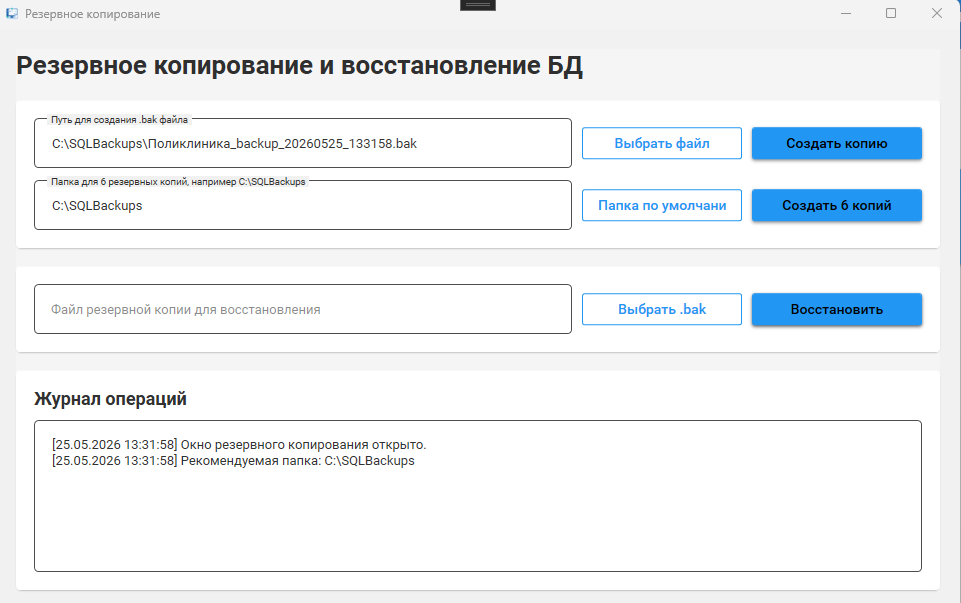 Резервное копирование
Резервное копирование и восстановление БД
Путь для создания .bak файла
C:\SQLBackups\Поликлиника_backup_20260525_133158.bak
Выбрать файл
Создать копию
Папка для 6 резервных копий, например C:\SQLBackups
C:\SQLBackups
Папка по умолчани
Создать 6 копий
Файл резервной копии для восстановления
Выбрать .bak
Восстановить
Журнал операций
[25.05.2026 13:31:58] Окно резервного копирования открыто.
[25.05.2026 13:31:58] Рекомендуемая папка: C:\SQLBackups